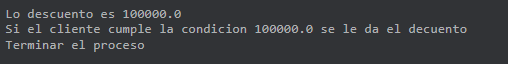 Lo descuento es 100000.0
Si el cliente cumple la condicion 100000.0 se le da el decuento
Terminar el proceso